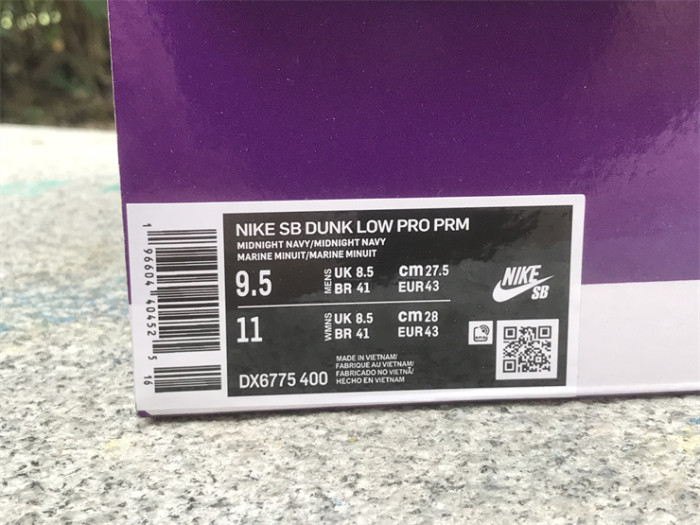 NIKE SB DUNK LOW PRO PRM
MIDNIGHT NAVY/MIDNIGHT NAVY
MARINE MINUIT/MARINE MINUIT
9.5 MENS UK 8.5 cm 27.5
BR 41 EUR 43
11 WMNS UK 8.5 cm 28
BR 41 EUR 43
NIKE
SB
DX6775 400
MADE IN VIETNAM/
FABRIQUÉ AU VIETNAM/
FABRICADO NO VIETNÃ/
HECHO EN VIETNAM
1 96604 40452 5 16